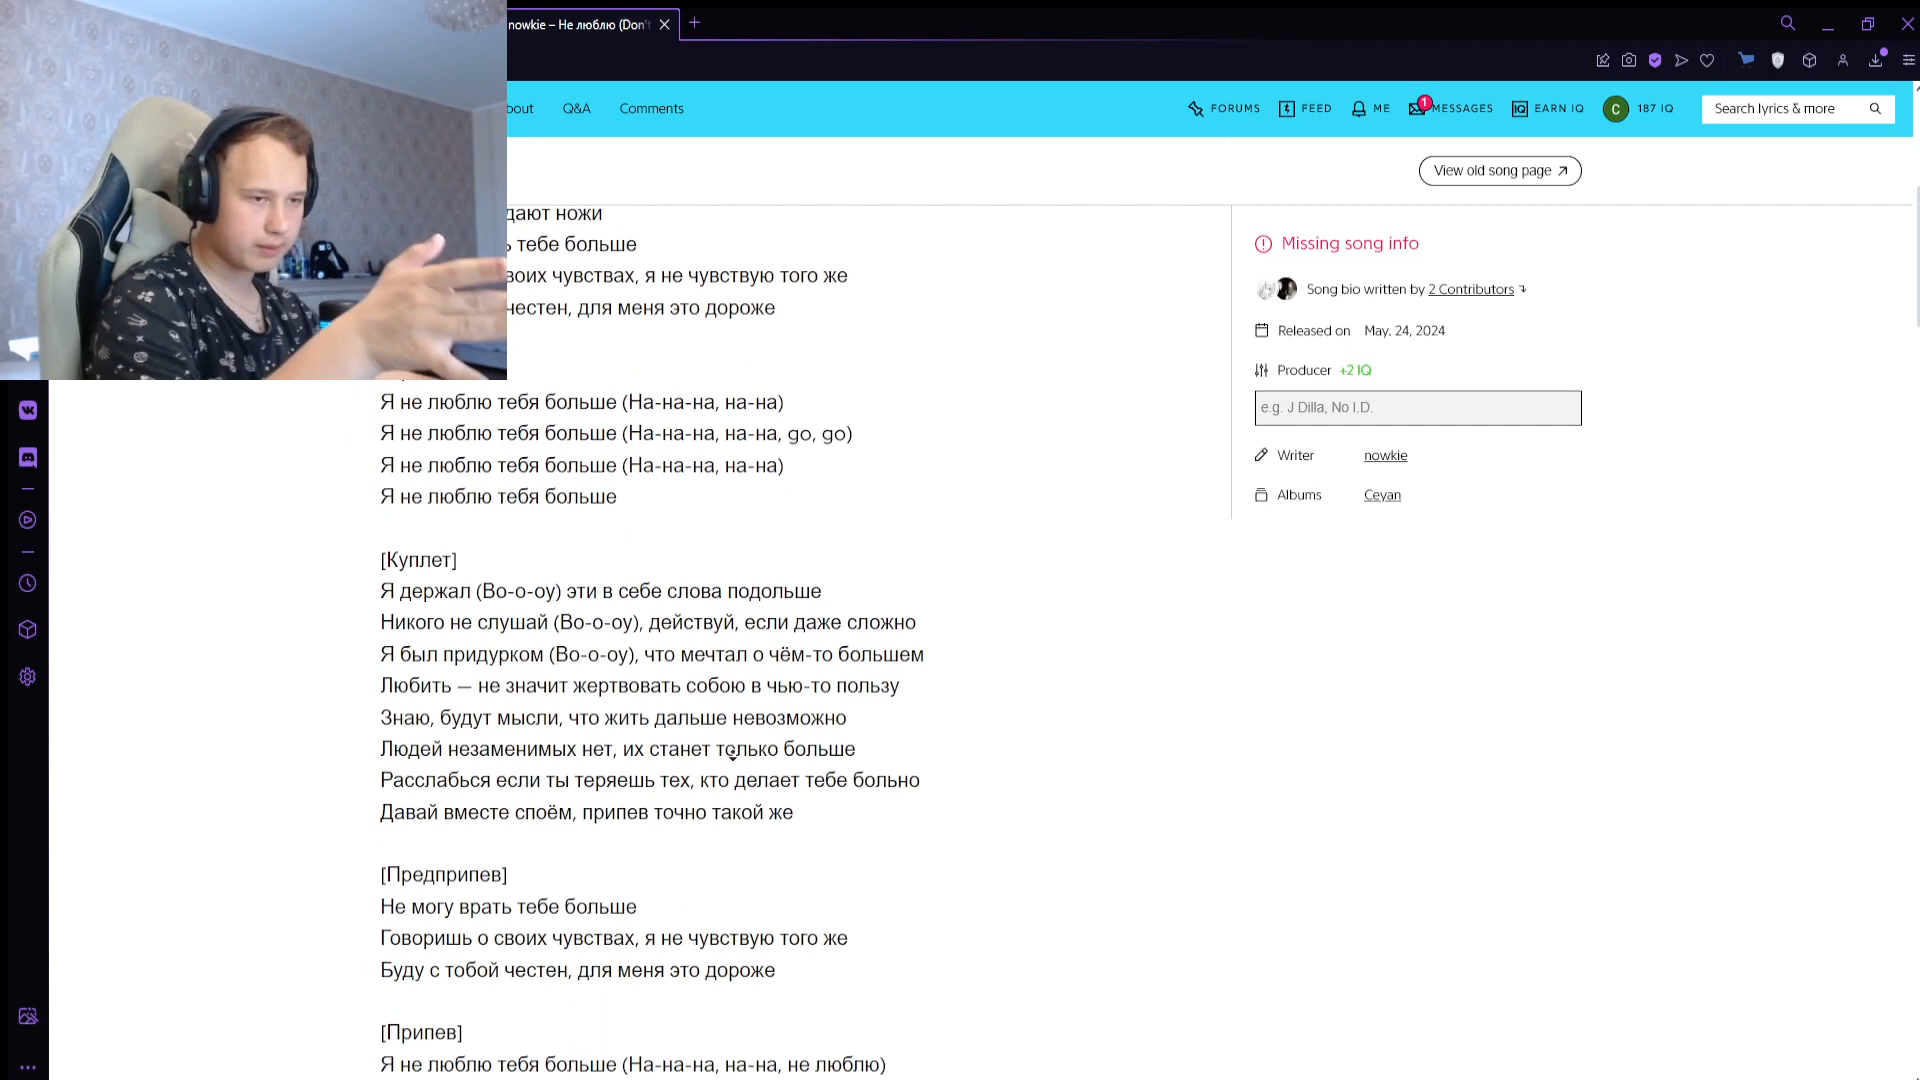 nowkie – Не люблю (Don't
bout
Q&A
Comments
FORUMS
FEED
ME
1
MESSAGES
EARN IQ
C
187 IQ
Search lyrics & more
View old song page
дают ножи
ь тебе больше
воих чувствах, я не чувствую того же
честен, для меня это дороже
Я не люблю тебя больше (На-на-на, на-на)
Я не люблю тебя больше (На-на-на, на-на, go, go)
Я не люблю тебя больше (На-на-на, на-на)
Я не люблю тебя больше
[Куплет]
Я держал (Во-о-оу) эти в себе слова подольше
Никого не слушай (Во-о-оу), действуй, если даже сложно
Я был придурком (Во-о-оу), что мечтал о чём-то большем
Любить — не значит жертвовать собою в чью-то пользу
Знаю, будут мысли, что жить дальше невозможно
Людей незаменимых нет, их станет только больше
Расслабься если ты теряешь тех, кто делает тебе больно
Давай вместе споём, припев точно такой же
[Предприпев]
Не могу врать тебе больше
Говоришь о своих чувствах, я не чувствую того же
Буду с тобой честен, для меня это дороже
[Припев]
Я не люблю тебя больше (На-на-на, на-на, не люблю)
Missing song info
Song bio written by 2 Contributors
Released on May. 24, 2024
Producer +2 IQ
e.g. J Dilla, No I.D.
Writer nowkie
Albums Ceyan